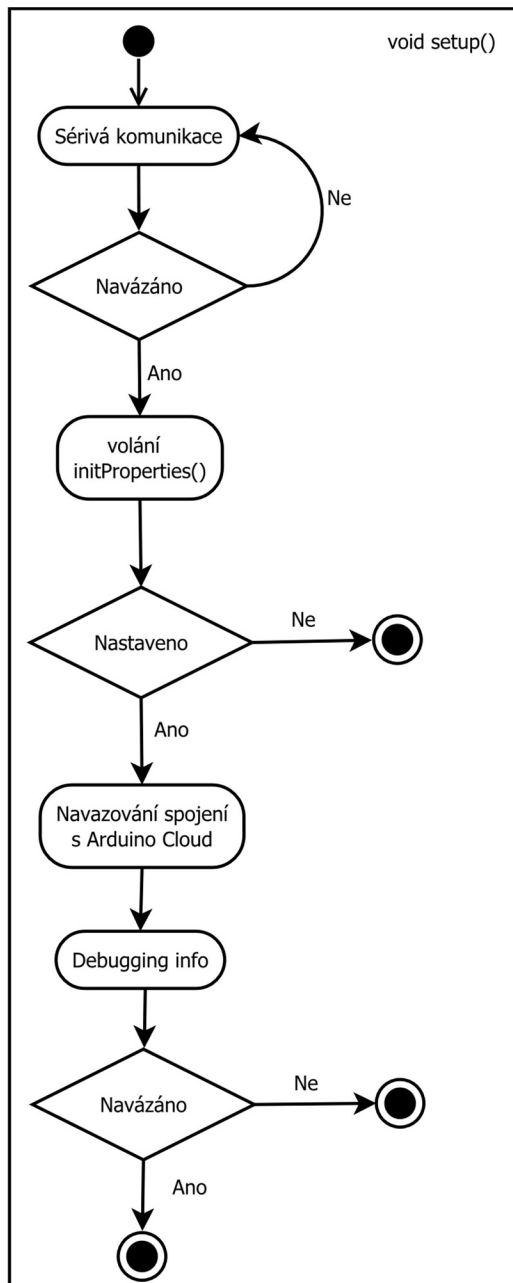 void setup()
Sérivá komunikace
Ne
Navázáno
Ano
volání
initProperties()
Ne
Nastaveno
Ano
Navazování spojení
s Arduino Cloud
Debugging info
Ne
Navázáno
Ano